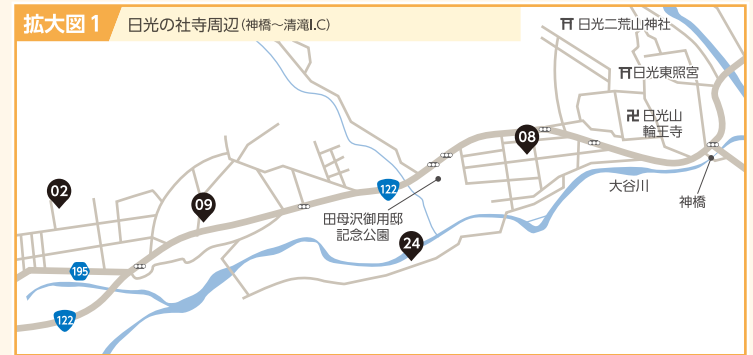 拡大図1
日光の社寺周辺(神橋〜清滝I.C)
日光二荒山神社
日光東照宮
日光山
輪王寺
08
02
122
09
大谷川
神橋
田母沢御用邸
記念公園
24
195
122